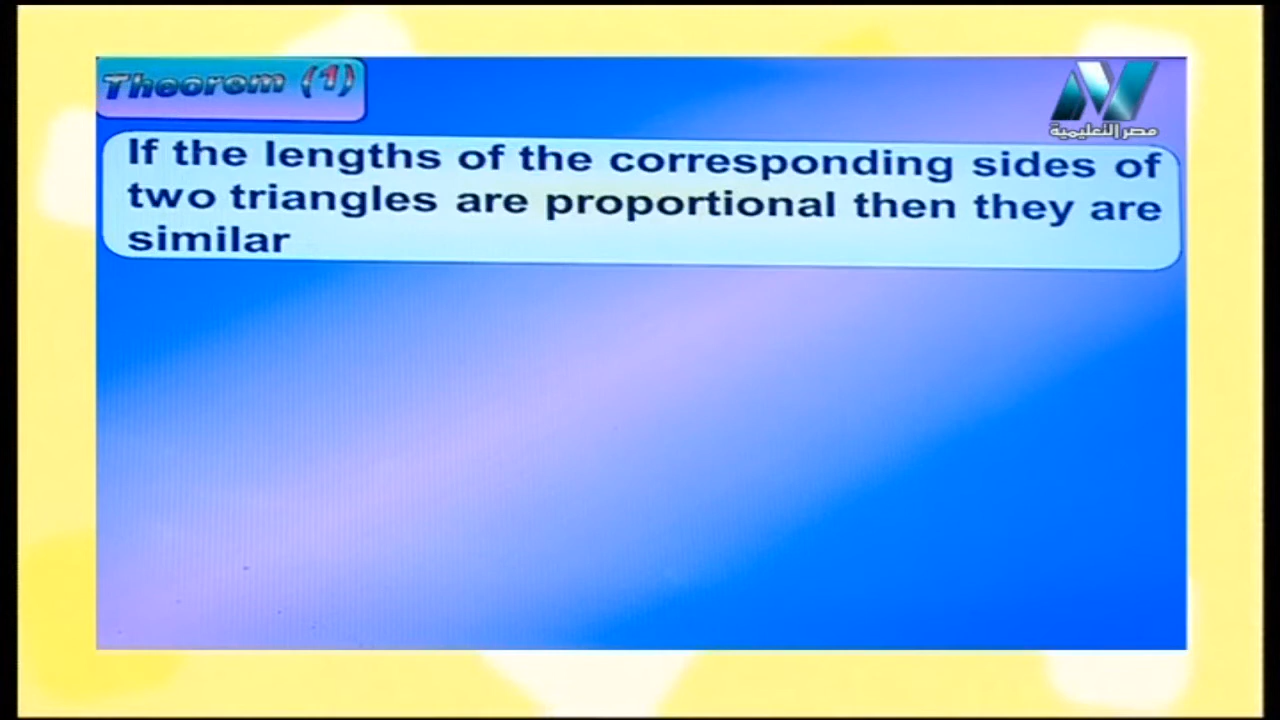 Theorem (1)
مصر التعليمية
If the lengths of the corresponding sides of
two triangles are proportional then they are
similar